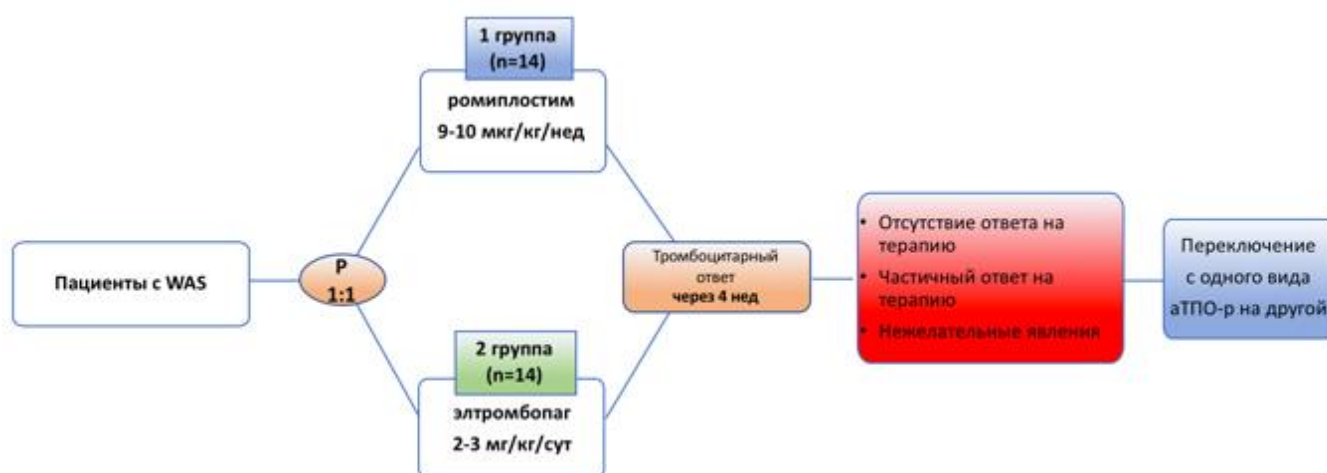 Пациенты с WAS
Р
1:1
1 группа
(n=14)
ромиплостим
9-10 мкг/кг/нед
2 группа
(n=14)
элтромбопаг
2-3 мг/кг/сут
Тромбоцитарный
ответ
через 4 нед
• Отсутствие ответа на
терапию
• Частичный ответ на
терапию
• Нежелательные явления
Переключение
с одного вида
аТПО-р на другой